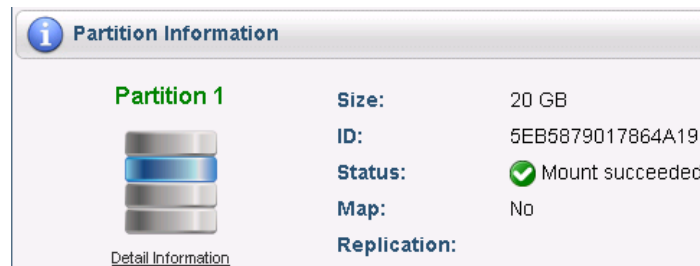 Partition Information
Partition 1
Size: 20 GB
ID: 5EB5879017864A19
Status: Mount succeeded
Map: No
Replication:
Detail Information